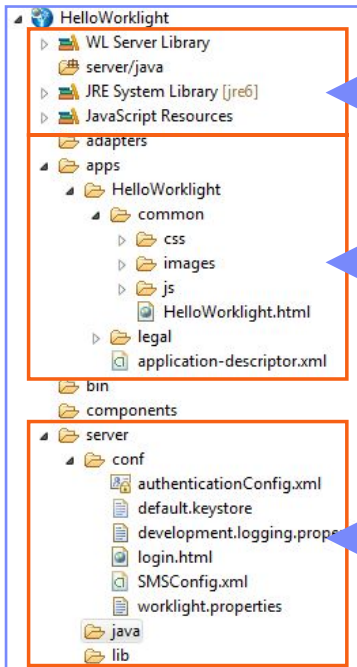 HelloWorklight
WL Server Library
server/java
JRE System Library [jre6]
JavaScript Resources
adapters
apps
HelloWorklight
common
css
images
js
HelloWorklight.html
legal
application-descriptor.xml
bin
components
server
conf
authenticationConfig.xml
default.keystore
development.logging.prope
login.html
SMSConfig.xml
worklight.properties
java
lib